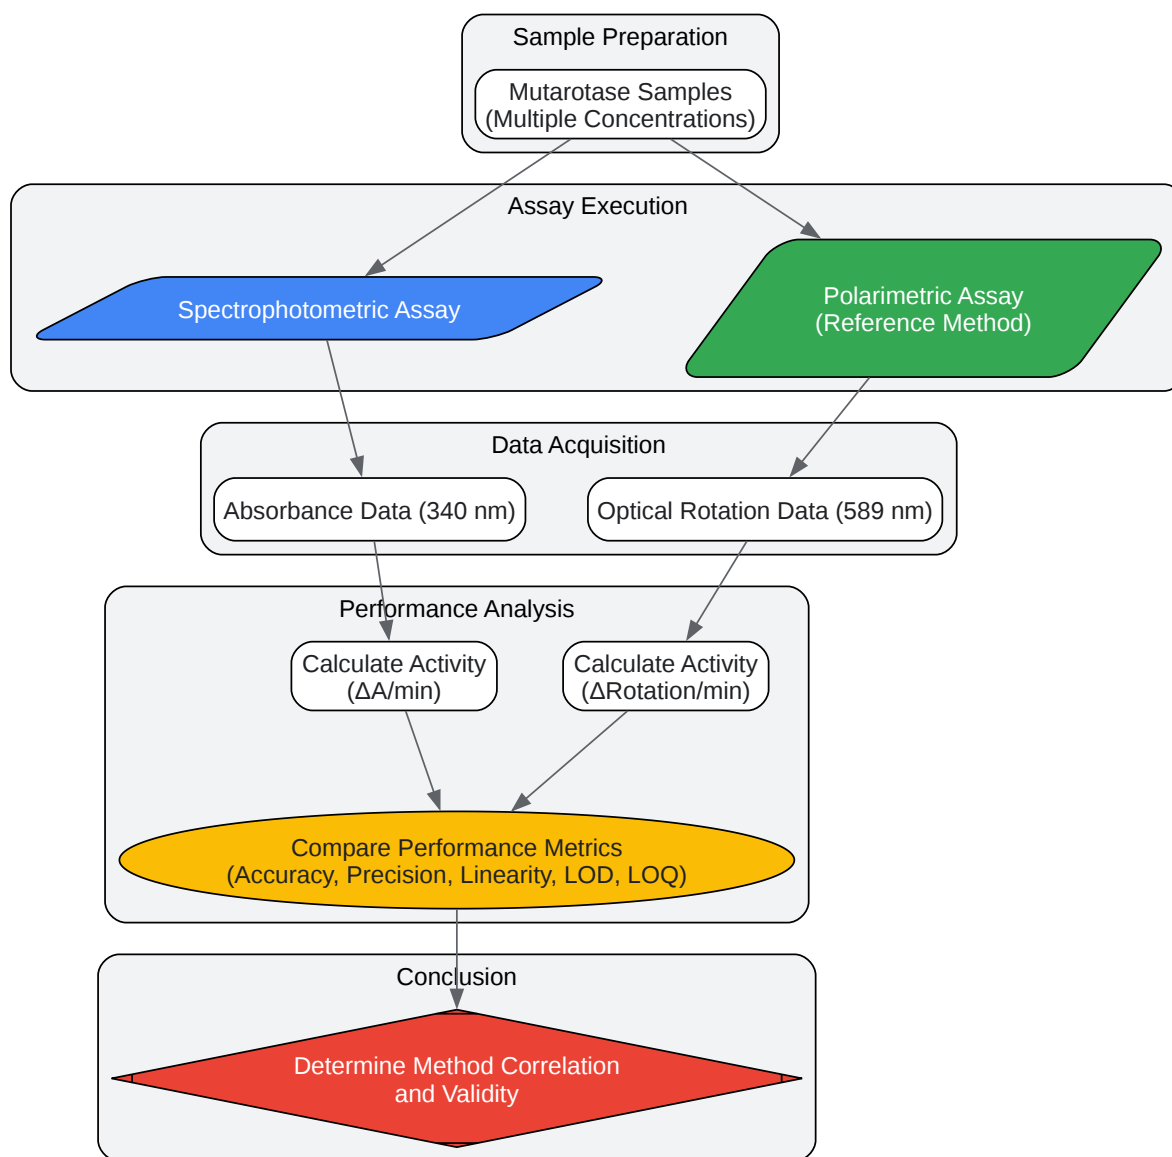 Sample Preparation
Mutarotase Samples
(Multiple Concentrations)
Assay Execution
Spectrophotometric Assay
Polarimetric Assay
(Reference Method)
Data Acquisition
Absorbance Data (340 nm)
Optical Rotation Data (589 nm)
Performance Analysis
Calculate Activity
(ΔA/min)
Calculate Activity
(ΔRotation/min)
Compare Performance Metrics
(Accuracy, Precision, Linearity, LOD, LOQ)
Conclusion
Determine Method Correlation
and Validity